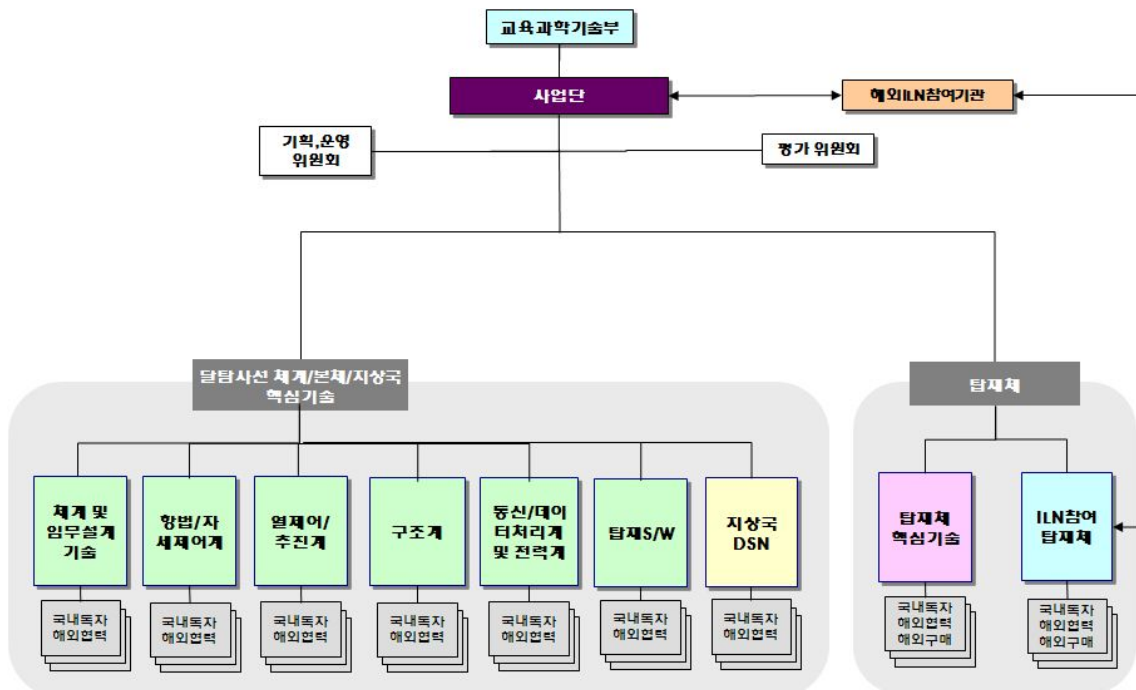 교육과학기술부
사업단
해외ILN참여기관
기획,운영
위원회
평가 위원회
달탐사선 체계/본체/지상국
핵심기술
탑재체
체계 및
임무설계
기술
항법/자
세제어계
열제어/
추진계
구조계
통신/데이
터처리계
및 전력계
탑재S/W
지상국
DSN
탑재체
핵심기술
ILN참여
탑재체
국내독자
해외협력
국내독자
해외협력
국내독자
해외협력
국내독자
해외협력
국내독자
해외협력
국내독자
해외협력
국내독자
해외협력
국내독자
해외협력
해외구매
국내독자
해외협력
해외구매